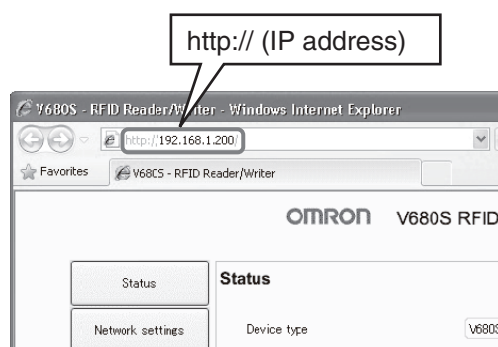 http:// (IP address)
V680S - RFID Reader/Writer - Windows Internet Explorer
http://192.168.1.200/
Favorites
V680S - RFID Reader/Writer
OMRON V680S RFID
Status
Status
Network settings
Device type
V680S